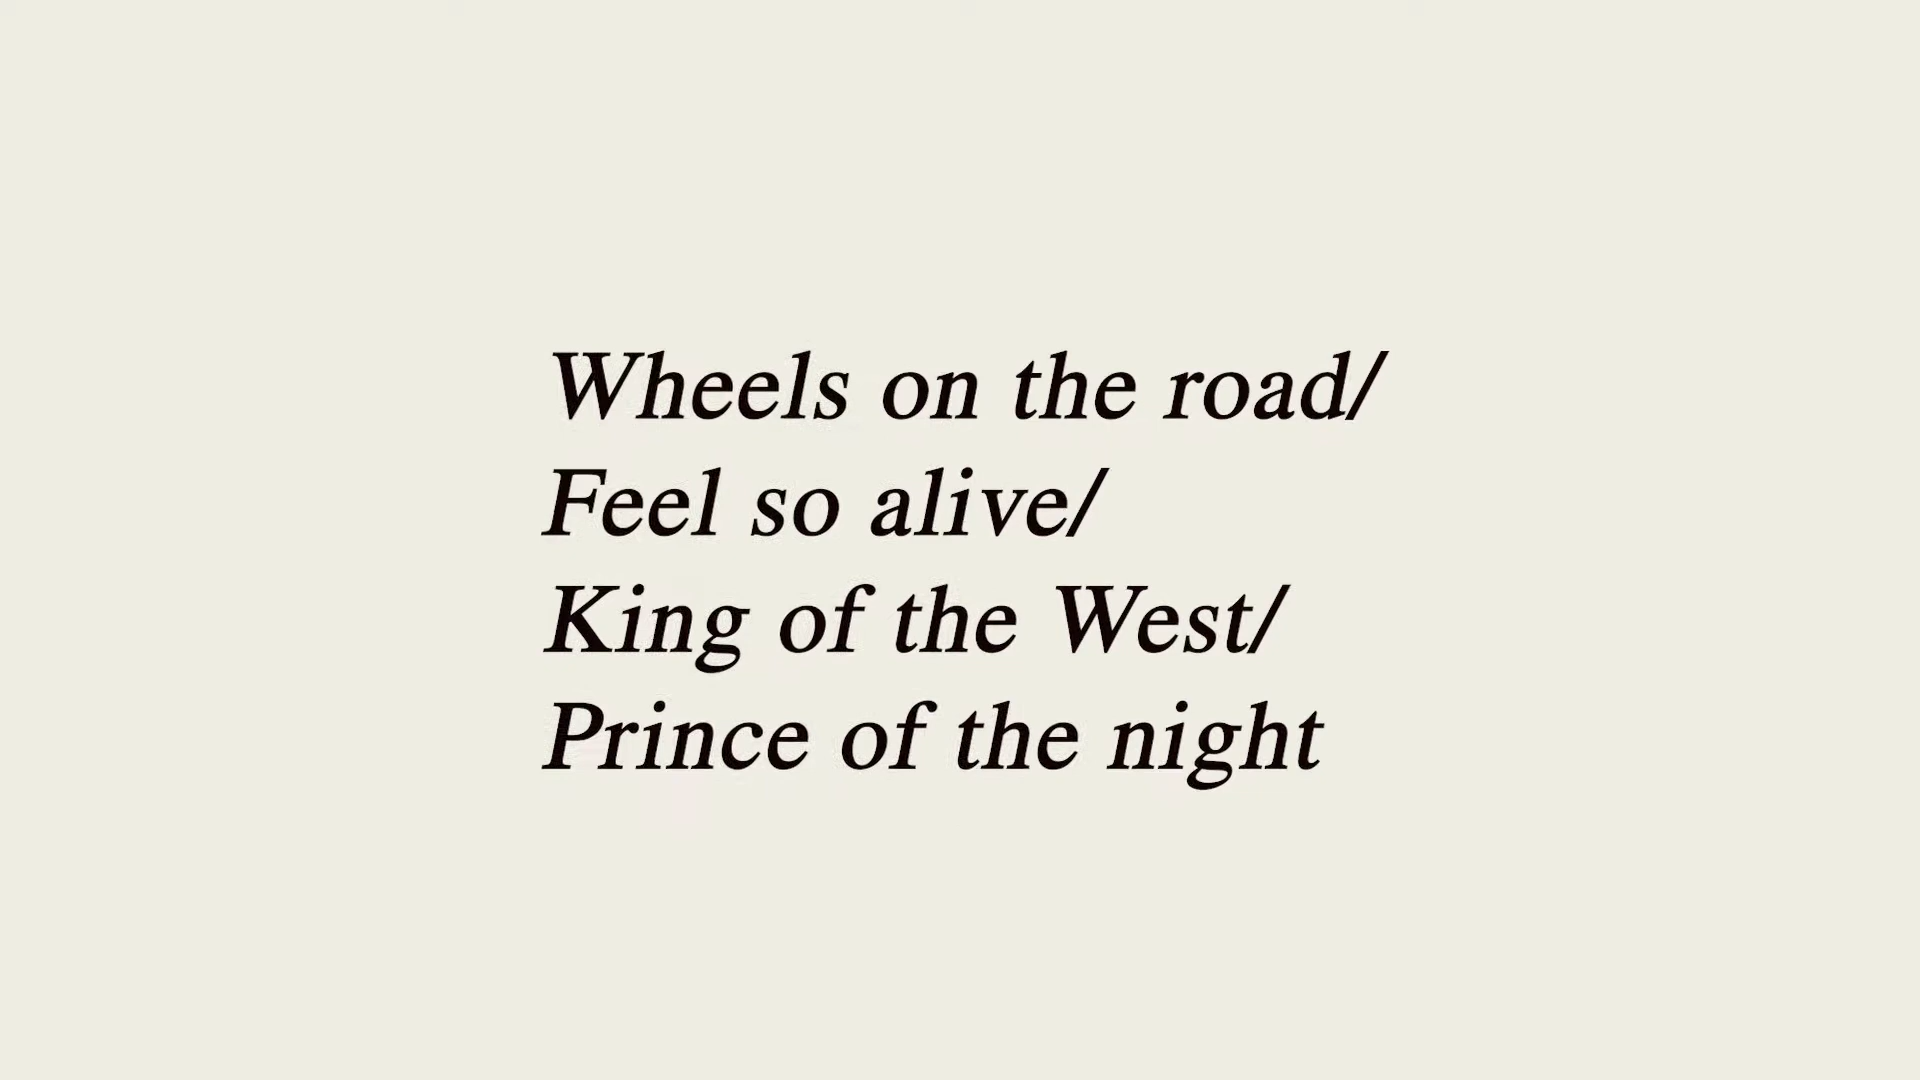 Wheels on the road/
Feel so alive/
King of the West/
Prince of the night